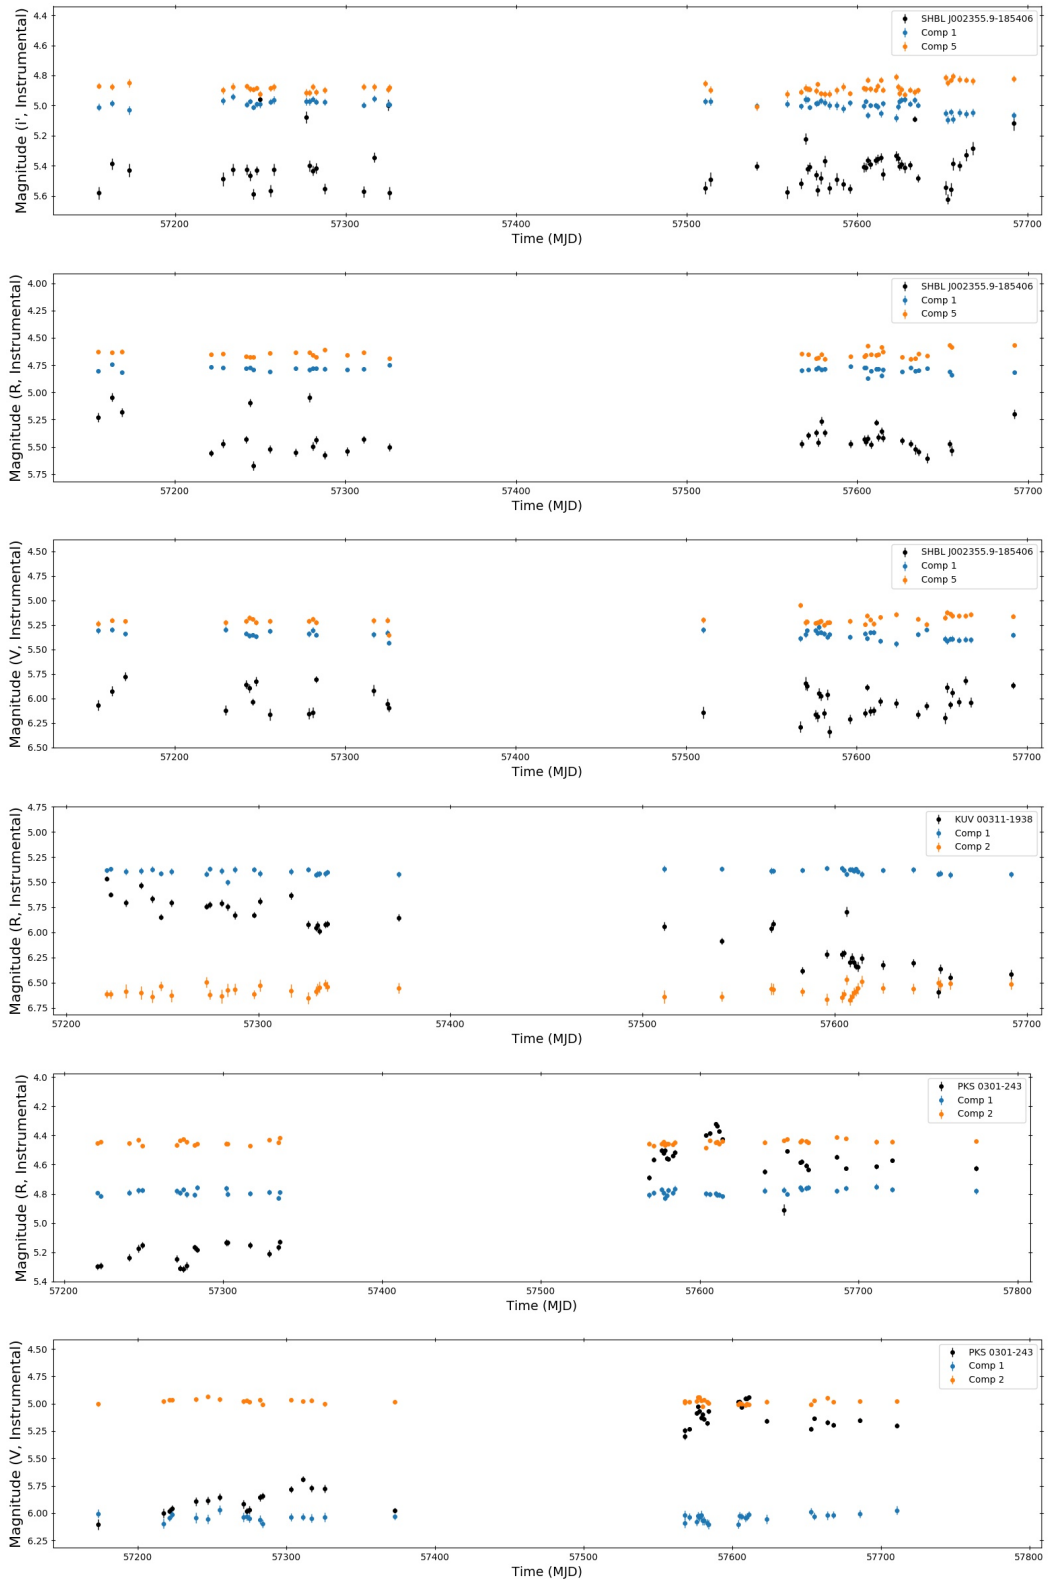 Magnitude (i', Instrumental)
4.4
4.6
4.8
5.0
5.2
5.4
5.6
SHBL J002355.9-185406
Comp 1
Comp 5
57200
57300
57400
57500
57600
57700
Time (MJD)
Magnitude (R, Instrumental)
4.00
4.25
4.50
4.75
5.00
5.25
5.50
5.75
SHBL J002355.9-185406
Comp 1
Comp 5
57200
57300
57400
57500
57600
57700
Time (MJD)
Magnitude (V, Instrumental)
4.50
4.75
5.00
5.25
5.50
5.75
6.00
6.25
6.50
SHBL J002355.9-185406
Comp 1
Comp 5
57200
57300
57400
57500
57600
57700
Time (MJD)
Magnitude (R, Instrumental)
4.75
5.00
5.25
5.50
5.75
6.00
6.25
6.50
6.75
KUV 00311-1938
Comp 1
Comp 2
57200
57300
57400
57500
57600
57700
Time (MJD)
Magnitude (R, Instrumental)
4.0
4.2
4.4
4.6
4.8
5.0
5.2
5.4
PKS 0301-243
Comp 1
Comp 2
57200
57300
57400
57500
57600
57700
57800
Time (MJD)
Magnitude (V, Instrumental)
4.50
4.75
5.00
5.25
5.50
5.75
6.00
6.25
PKS 0301-243
Comp 1
Comp 2
57200
57300
57400
57500
57600
57700
57800
Time (MJD)